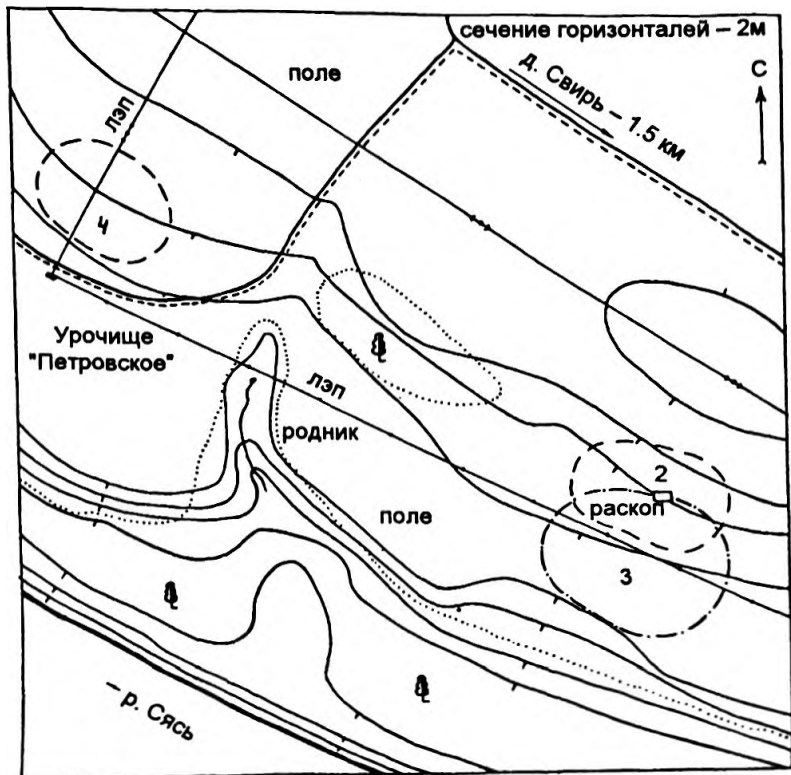 сечение горизонталей – 2м
С
д. Свирь – 1.5 км
поле
лэп
4
Урочище
"Петровское"
лэп
родник
2
раскоп
поле
3
– р. Сясь